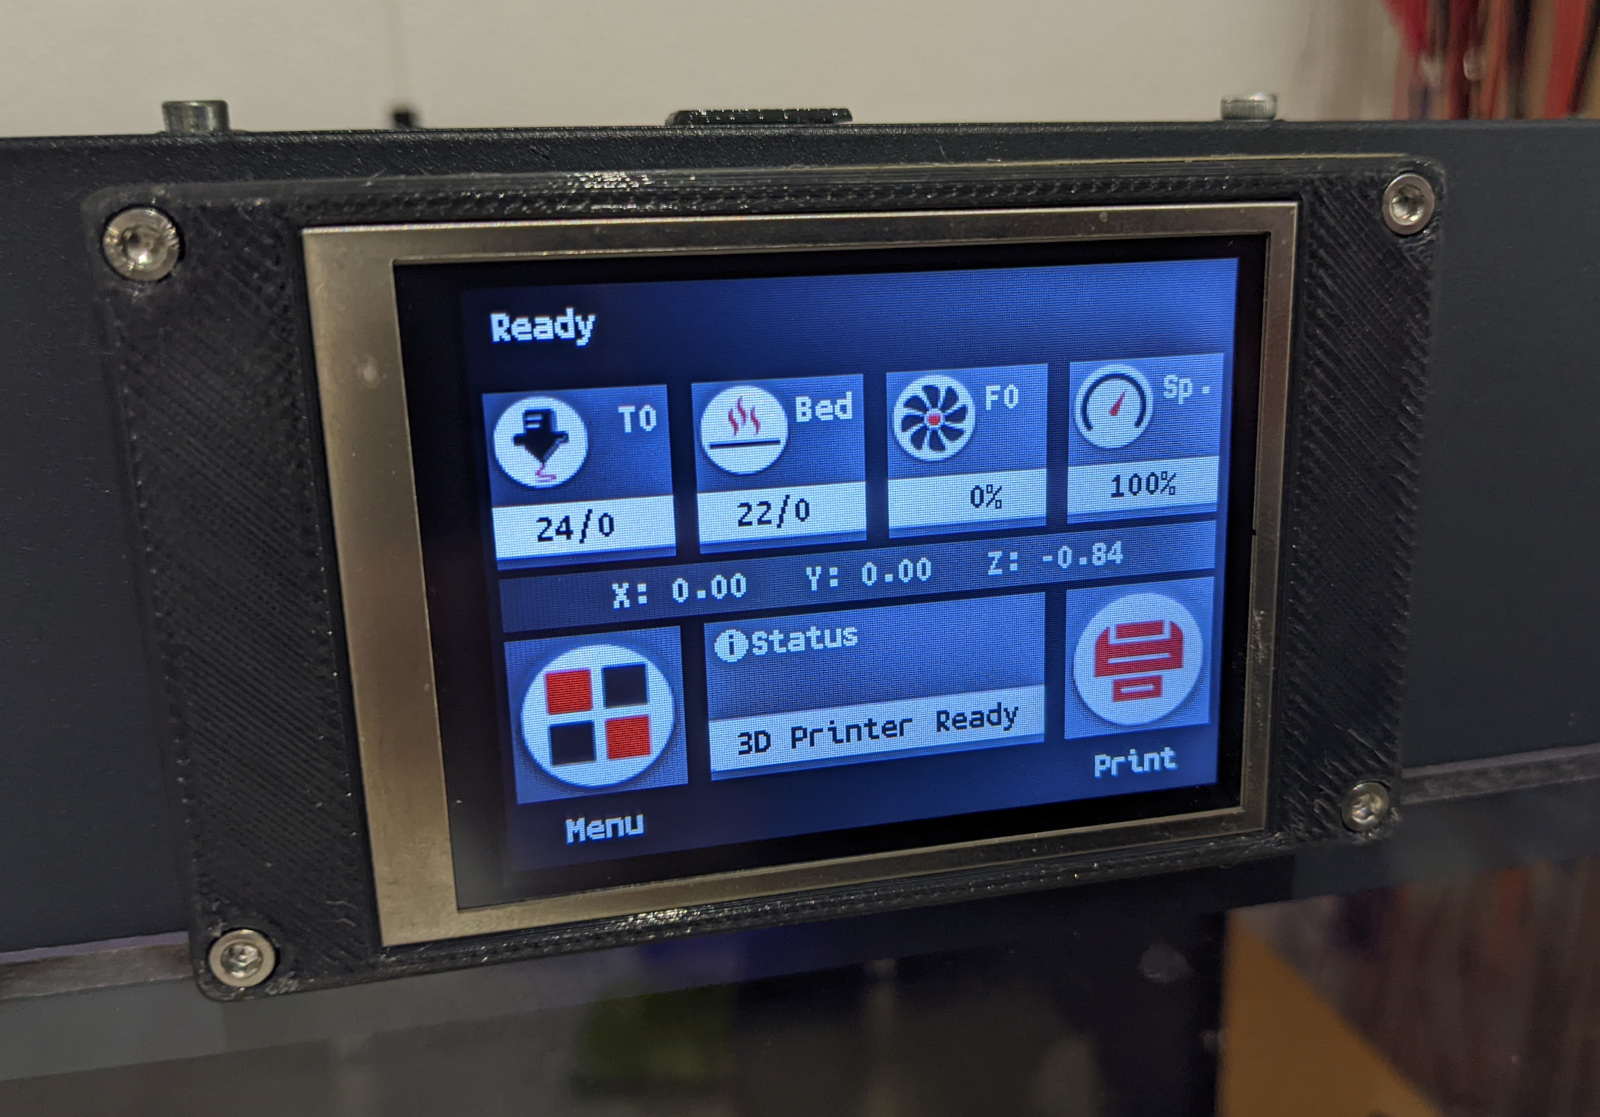 Ready
T0
Bed
F0
Sp.
24/0
22/0
0%
100%
X: 0.00 Y: 0.00 Z: -0.84
Status
3D Printer Ready
Menu
Print